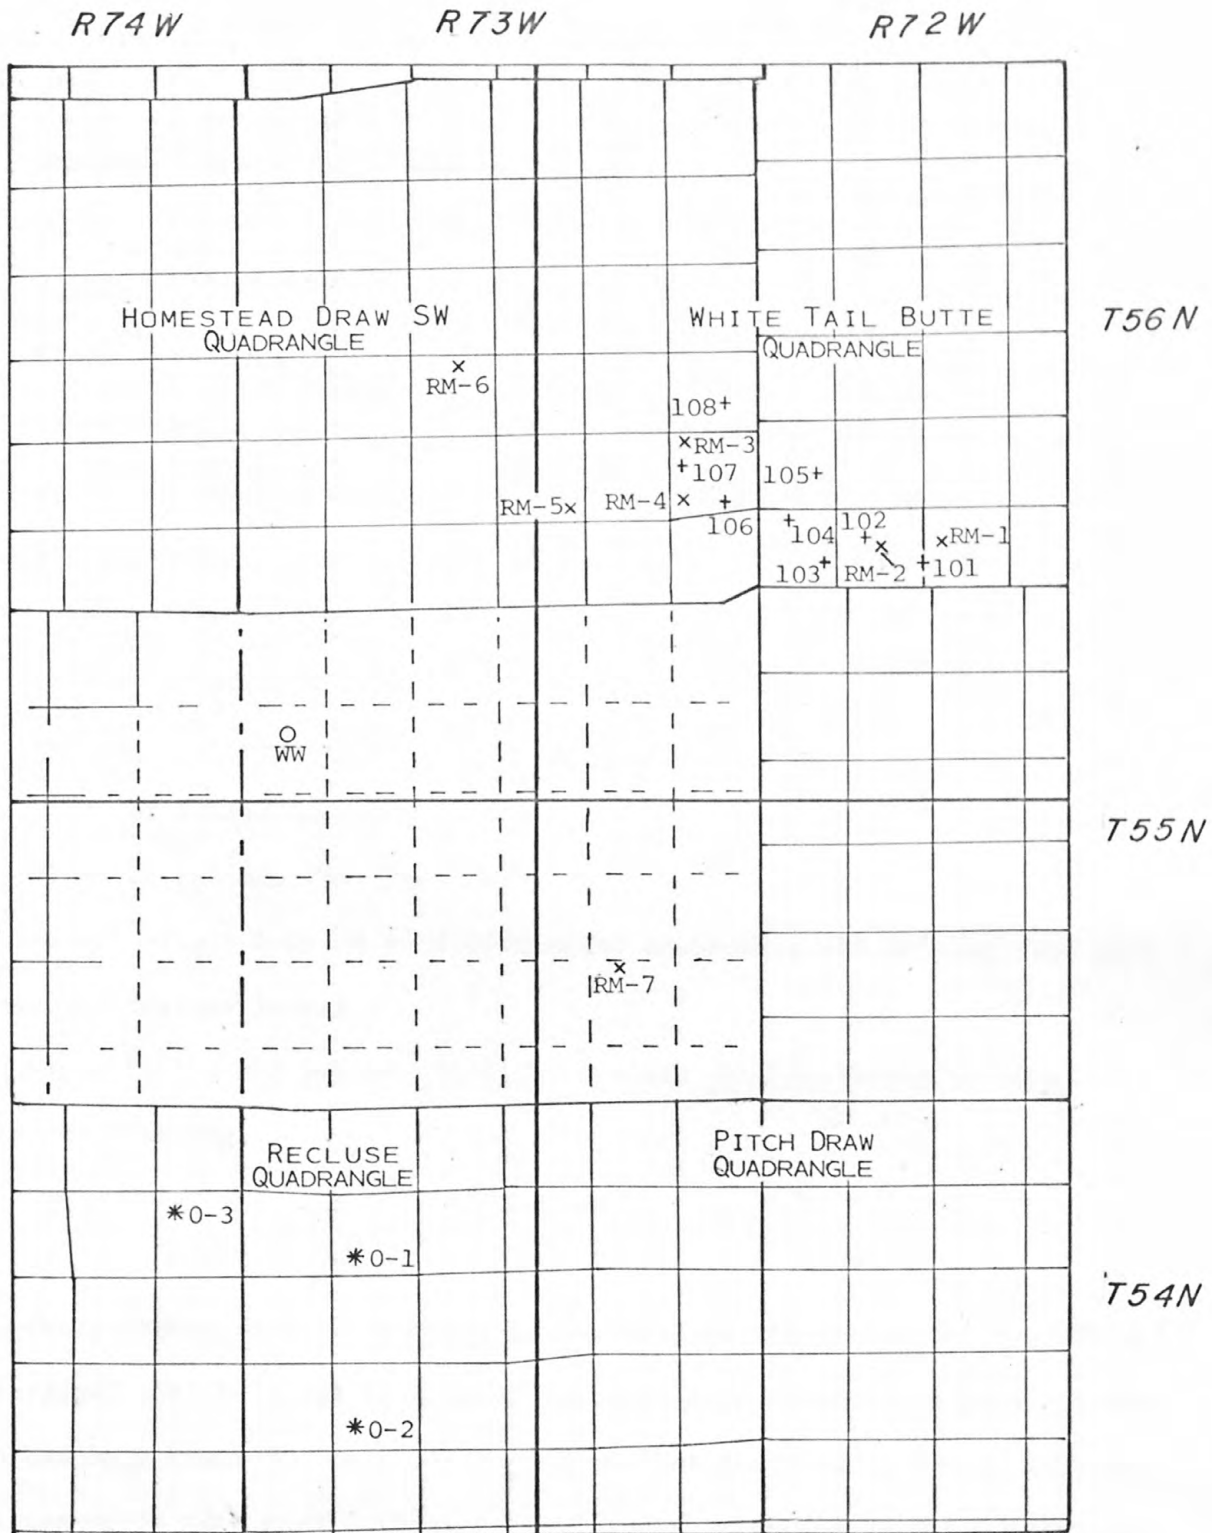 R74W R73W R72W
HOMESTEAD DRAW SW
QUADRANGLE
WHITE TAIL BUTTE
QUADRANGLE
T56N
RM-6
108
RM-3
107
105
RM-5 RM-4
106
104
102
RM-1
103
RM-2
101
WW
T55N
RM-7
RECLUSE
QUADRANGLE
PITCH DRAW
QUADRANGLE
O-3
O-1
T54N
O-2